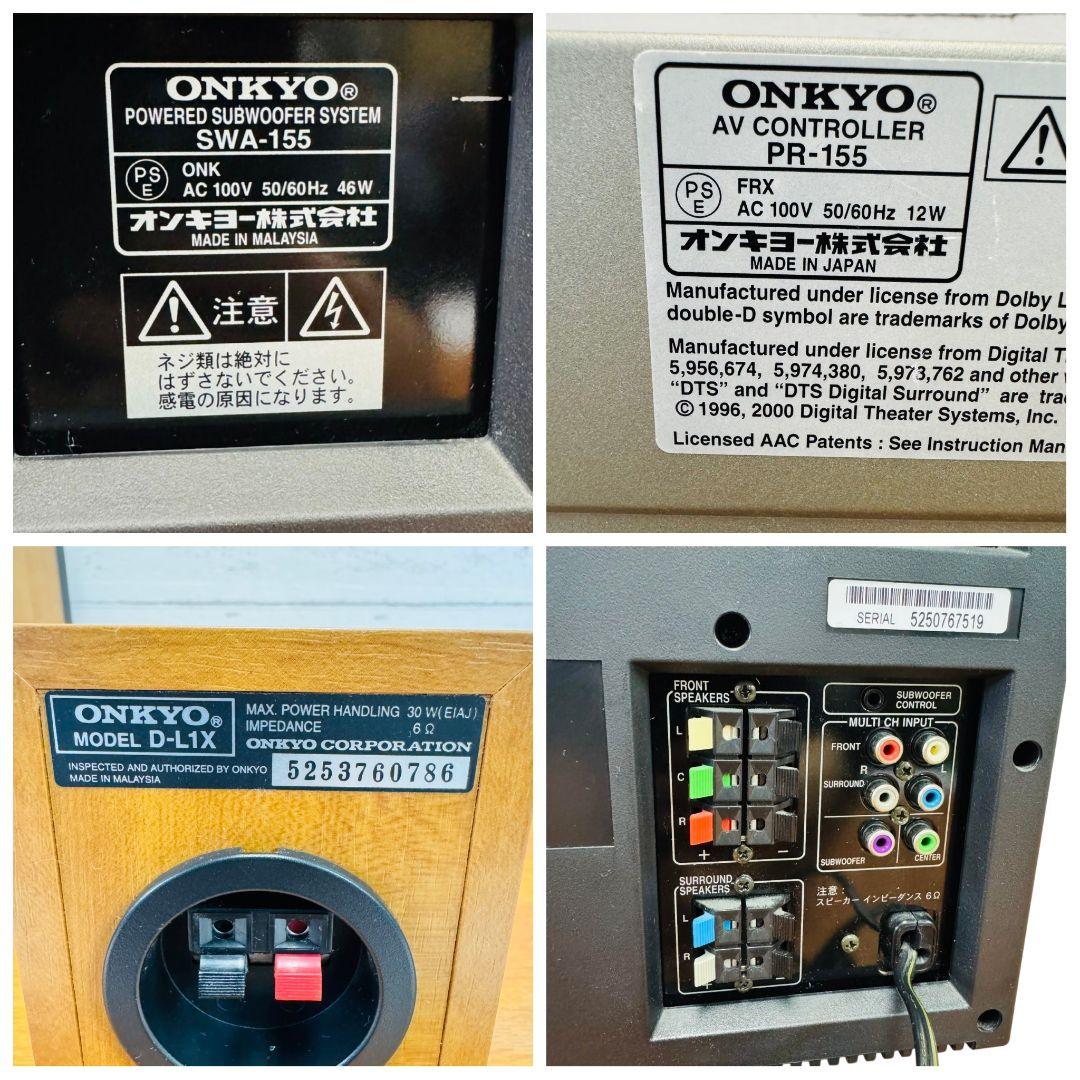 ONKYO®
POWERED SUBWOOFER SYSTEM
SWA-155
PS
E
ONK
AC 100V 50/60Hz 46W
オンキヨー株式会社
MADE IN MALAYSIA
注意
ネジ類は絶対に
はずさないでください。
感電の原因になります。
ONKYO®
AV CONTROLLER
PR-155
PS
E
FRX
AC 100V 50/60Hz 12W
オンキヨー株式会社
MADE IN JAPAN
Manufactured under license from Dolby L
double-D symbol are trademarks of Dolby
Manufactured under license from Digital T
5,956,674, 5,974,380, 5,973,762 and other
"DTS" and "DTS Digital Surround" are tra
© 1996, 2000 Digital Theater Systems, Inc.
Licensed AAC Patents : See Instruction Man
ONKYO®
MODEL D-L1X
MAX. POWER HANDLING 30W(EIAJ)
IMPEDANCE 6Ω
ONKYO CORPORATION
INSPECTED AND AUTHORIZED BY ONKYO
MADE IN MALAYSIA
5253760786
SERIAL 5250767519
FRONT
SPEAKERS
L
C
R
+ −
SURROUND
SPEAKERS
L
R
+ −
SUBWOOFER
CONTROL
MULTI CH INPUT
FRONT
R L
SURROUND
SUBWOOFER
CENTER
注意:
スピーカー インピーダンス 6Ω